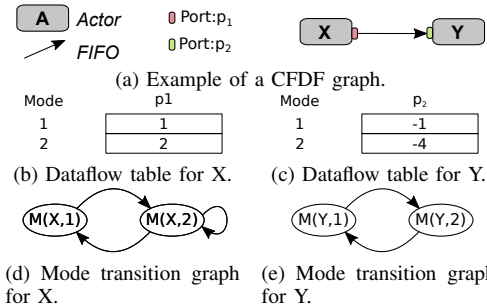 A Actor Port:p1 X Y
FIFO Port:p2
(a) Example of a CFDF graph.
Mode p1 Mode p2
1 1 1 -1
2 2 2 -4
(b) Dataflow table for X. (c) Dataflow table for Y.
M(X,1) M(X,2) M(Y,1) M(Y,2)
(d) Mode transition graph (e) Mode transition graph
for X. for Y.